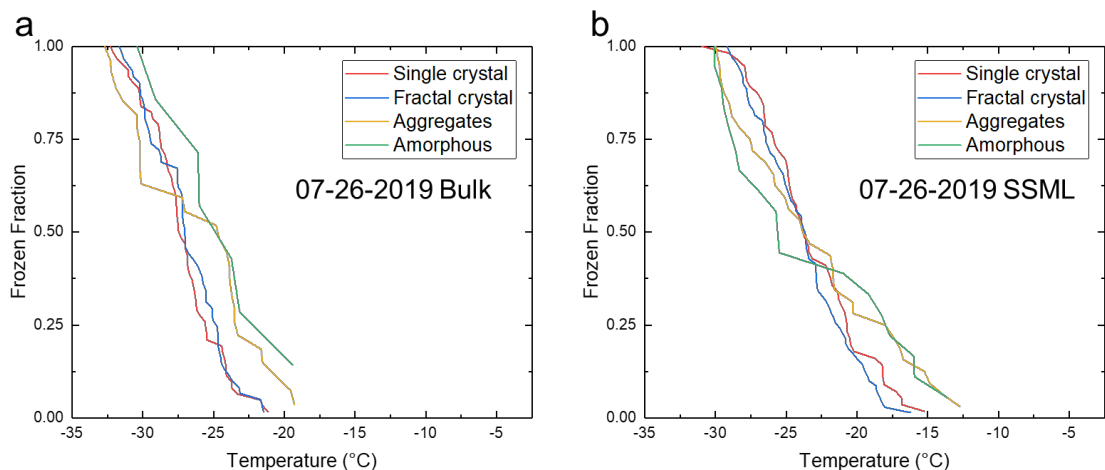 a
1.00
0.75
0.50
0.25
0.00
Frozen Fraction
Single crystal
Fractal crystal
Aggregates
Amorphous
07-26-2019 Bulk
-35 -30 -25 -20 -15 -10 -5
Temperature (°C)
b
1.00
0.75
0.50
0.25
0.00
Frozen Fraction
Single crystal
Fractal crystal
Aggregates
Amorphous
07-26-2019 SSML
-35 -30 -25 -20 -15 -10 -5
Temperature (°C)